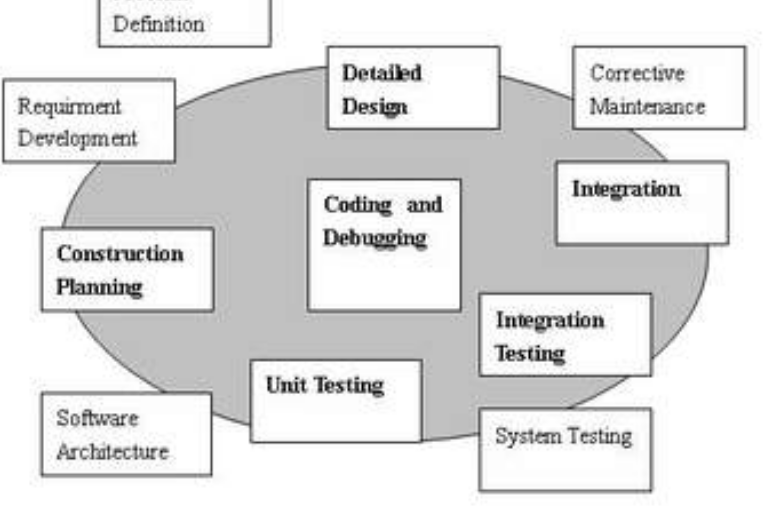 Definition
Detailed
Design
Corrective
Maintenance
Requirment
Development
Integration
Coding and
Debugging
Construction
Planning
Integration
Testing
Unit Testing
Software
Architecture
System Testing